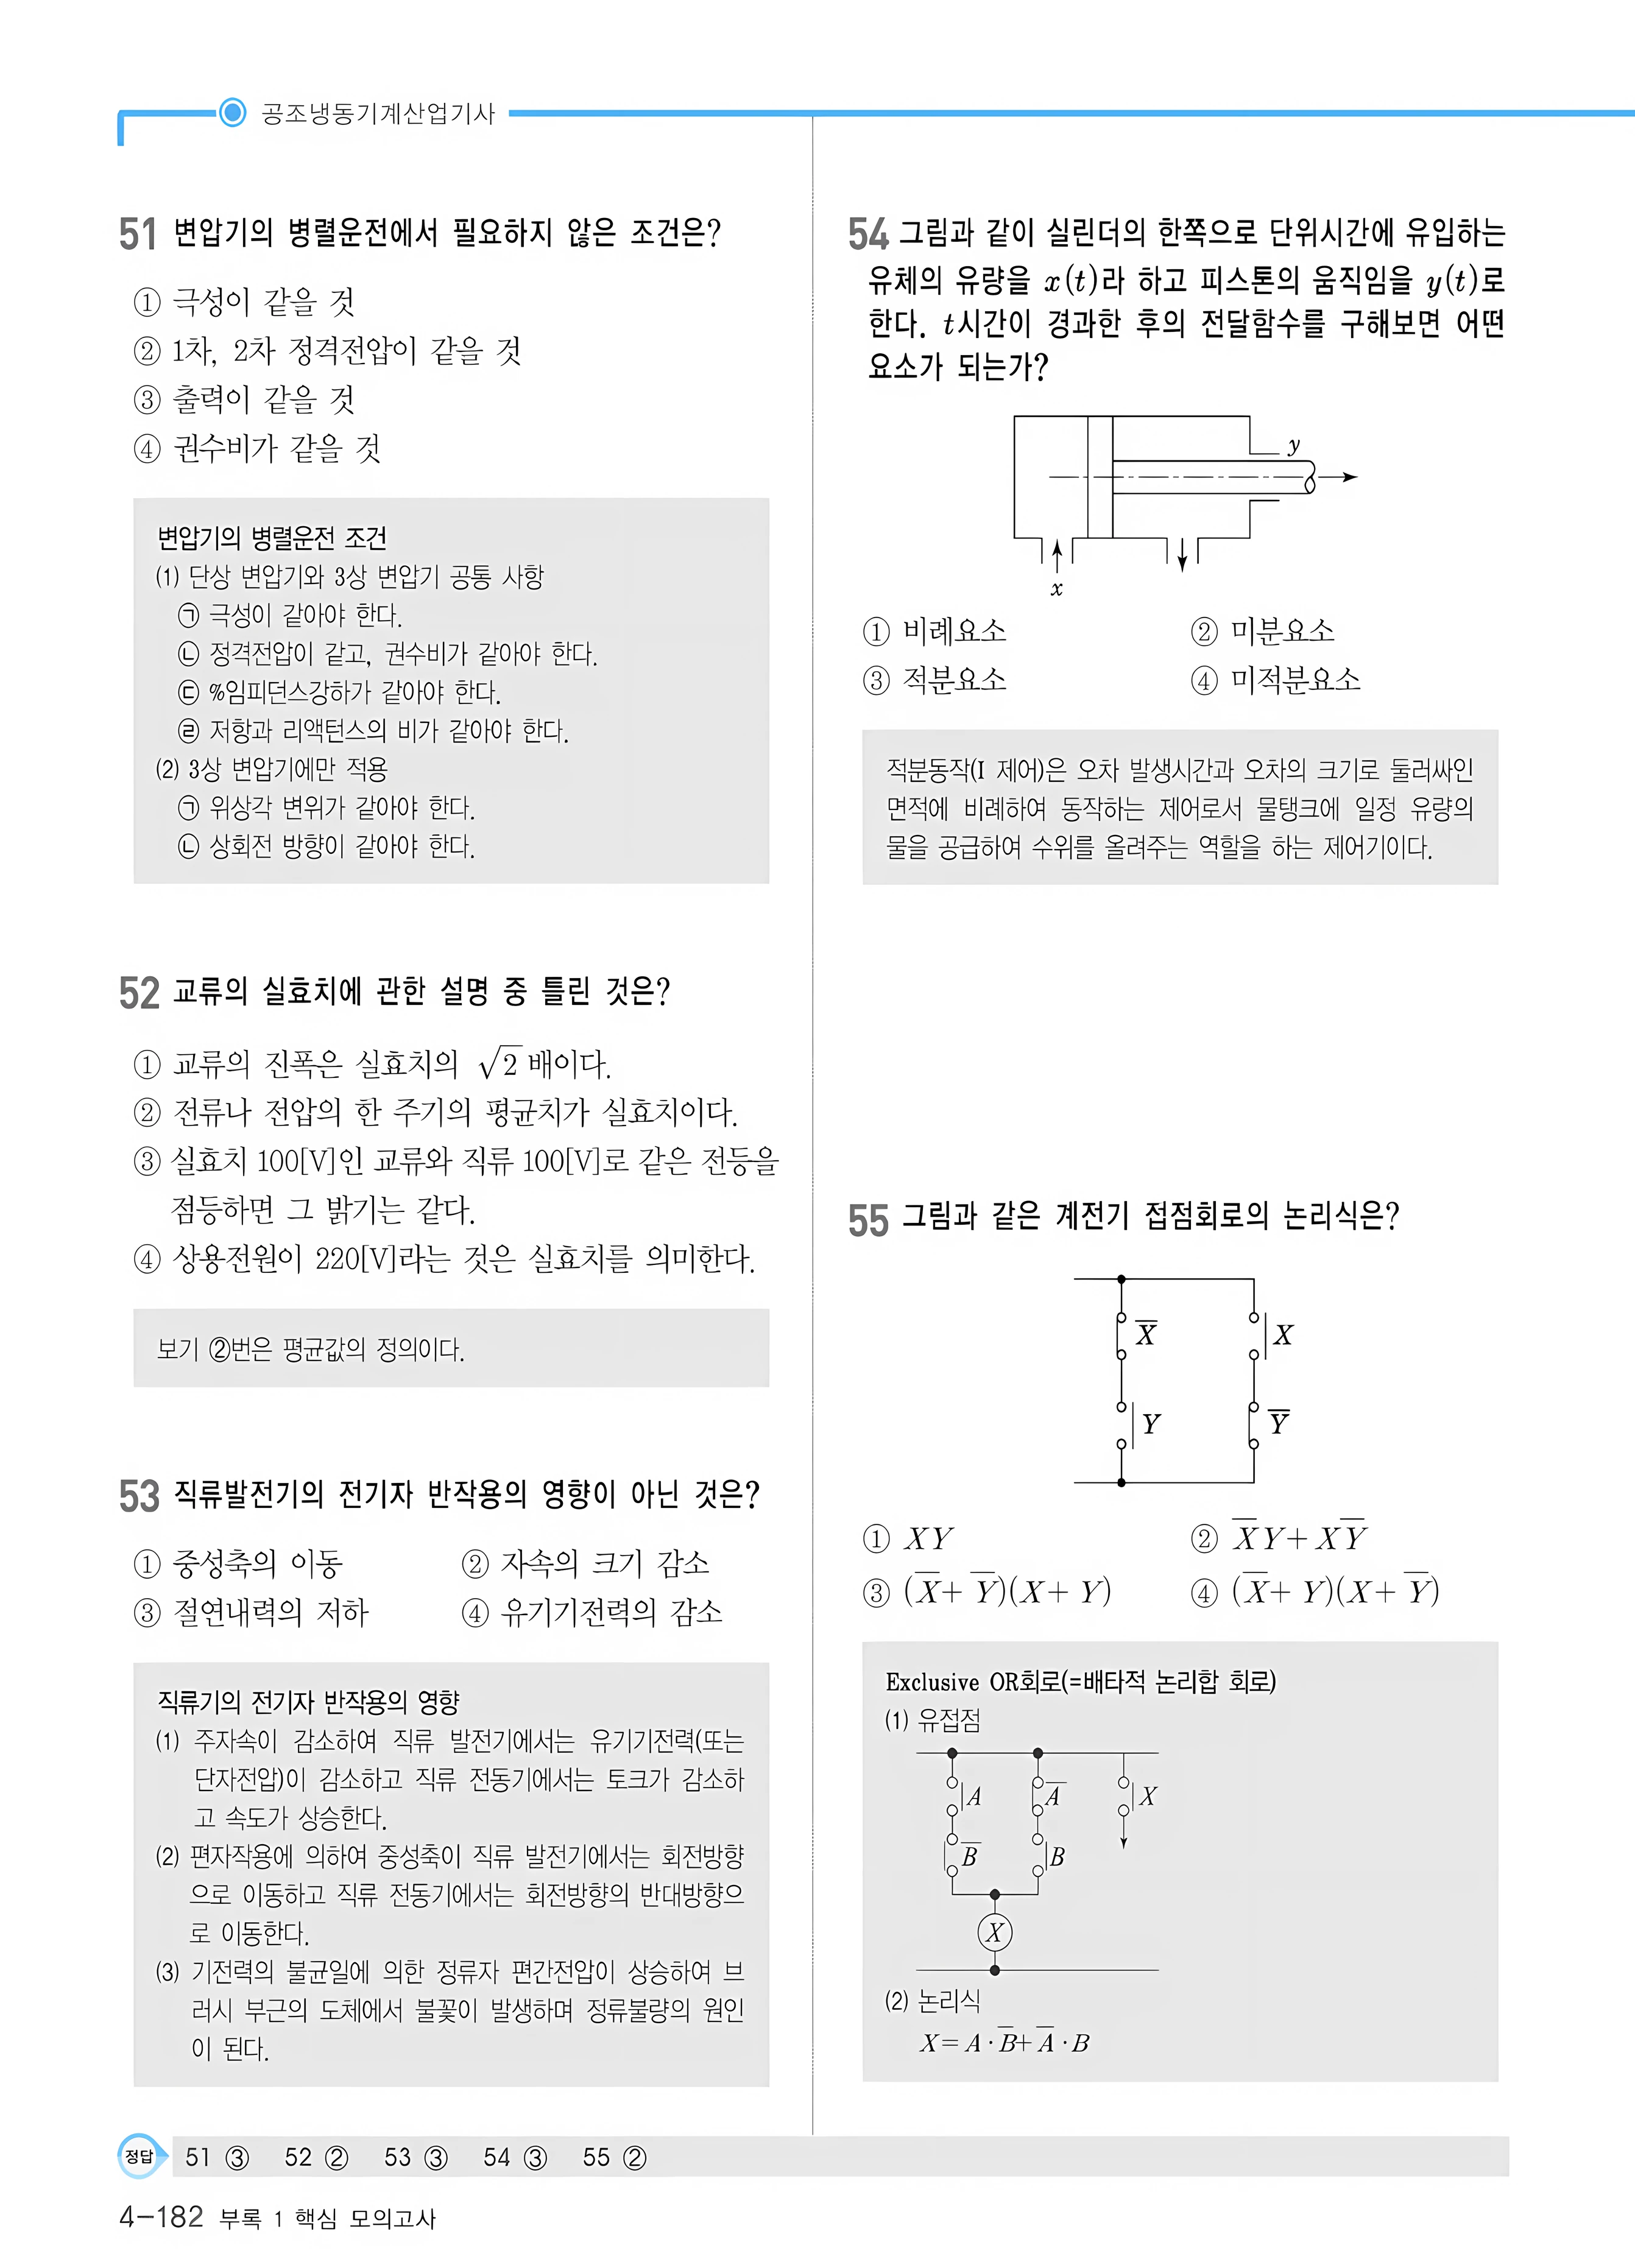 공조냉동기계산업기사
51 변압기의 병렬운전에서 필요하지 않은 조건은?
① 극성이 같을 것
② 1차, 2차 정격전압이 같을 것
③ 출력이 같을 것
④ 권수비가 같을 것
변압기의 병렬운전 조건
(1) 단상 변압기와 3상 변압기 공통 사항
㉠ 극성이 같아야 한다.
㉡ 정격전압이 같고, 권수비가 같아야 한다.
㉢ %임피던스강하가 같아야 한다.
㉣ 저항과 리액턴스의 비가 같아야 한다.
(2) 3상 변압기에만 적용
㉠ 위상각 변위가 같아야 한다.
㉡ 상회전 방향이 같아야 한다.
52 교류의 실효치에 관한 설명 중 틀린 것은?
① 교류의 진폭은 실효치의 √2 배이다.
② 전류나 전압의 한 주기의 평균치가 실효치이다.
③ 실효치 100[V]인 교류와 직류 100[V]로 같은 전등을
점등하면 그 밝기는 같다.
④ 상용전원이 220[V]라는 것은 실효치를 의미한다.
보기 ②번은 평균값의 정의이다.
53 직류발전기의 전기자 반작용의 영향이 아닌 것은?
① 중성축의 이동 ② 자속의 크기 감소
③ 절연내력의 저하 ④ 유기기전력의 감소
직류기의 전기자 반작용의 영향
(1) 주자속이 감소하여 직류 발전기에서는 유기기전력(또는
단자전압)이 감소하고 직류 전동기에서는 토크가 감소하
고 속도가 상승한다.
(2) 편자작용에 의하여 중성축이 직류 발전기에서는 회전방향
으로 이동하고 직류 전동기에서는 회전방향의 반대방향으
로 이동한다.
(3) 기전력의 불균일에 의한 정류자 편간전압이 상승하여 브
러시 부근의 도체에서 불꽃이 발생하며 정류불량의 원인
이 된다.
54 그림과 같이 실린더의 한쪽으로 단위시간에 유입하는
유체의 유량을 x(t)라 하고 피스톤의 움직임을 y(t)로
한다. t시간이 경과한 후의 전달함수를 구해보면 어떤
요소가 되는가?
y
x
① 비례요소 ② 미분요소
③ 적분요소 ④ 미적분요소
적분동작(I 제어)은 오차 발생시간과 오차의 크기로 둘러싸인
면적에 비례하여 동작하는 제어로서 물탱크에 일정 유량의
물을 공급하여 수위를 올려주는 역할을 하는 제어기이다.
55 그림과 같은 계전기 접점회로의 논리식은?
X̅ X
Y Y̅
① XY ② X̅Y+XY̅
③ (X̅+Y̅)(X+Y) ④ (X̅+Y)(X+Y̅)
Exclusive OR회로(=배타적 논리합 회로)
(1) 유접점
A A̅ X
B̅ B
X
(2) 논리식
X=A·B̅+A̅·B
정답 51 ③ 52 ② 53 ③ 54 ③ 55 ②
4-182 부록 1 핵심 모의고사